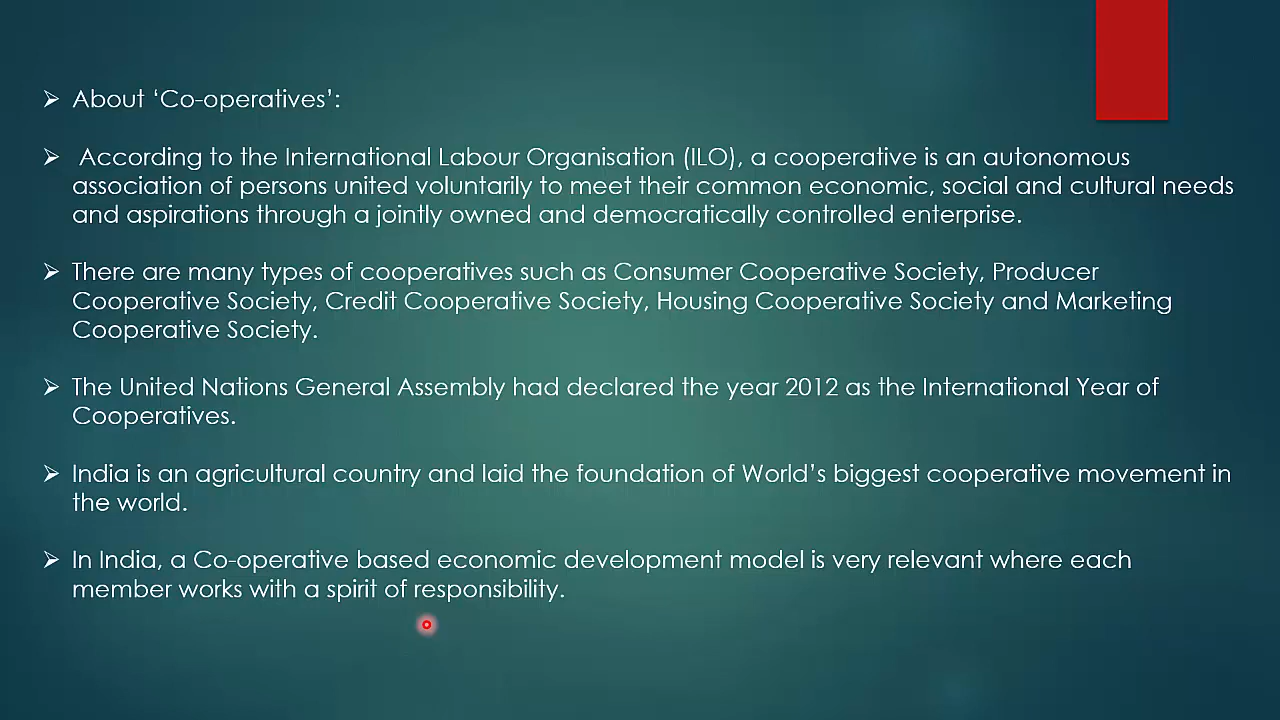 About ‘Co-operatives’:
According to the International Labour Organisation (ILO), a cooperative is an autonomous
association of persons united voluntarily to meet their common economic, social and cultural needs
and aspirations through a jointly owned and democratically controlled enterprise.
There are many types of cooperatives such as Consumer Cooperative Society, Producer
Cooperative Society, Credit Cooperative Society, Housing Cooperative Society and Marketing
Cooperative Society.
The United Nations General Assembly had declared the year 2012 as the International Year of
Cooperatives.
India is an agricultural country and laid the foundation of World’s biggest cooperative movement in
the world.
In India, a Co-operative based economic development model is very relevant where each
member works with a spirit of responsibility.